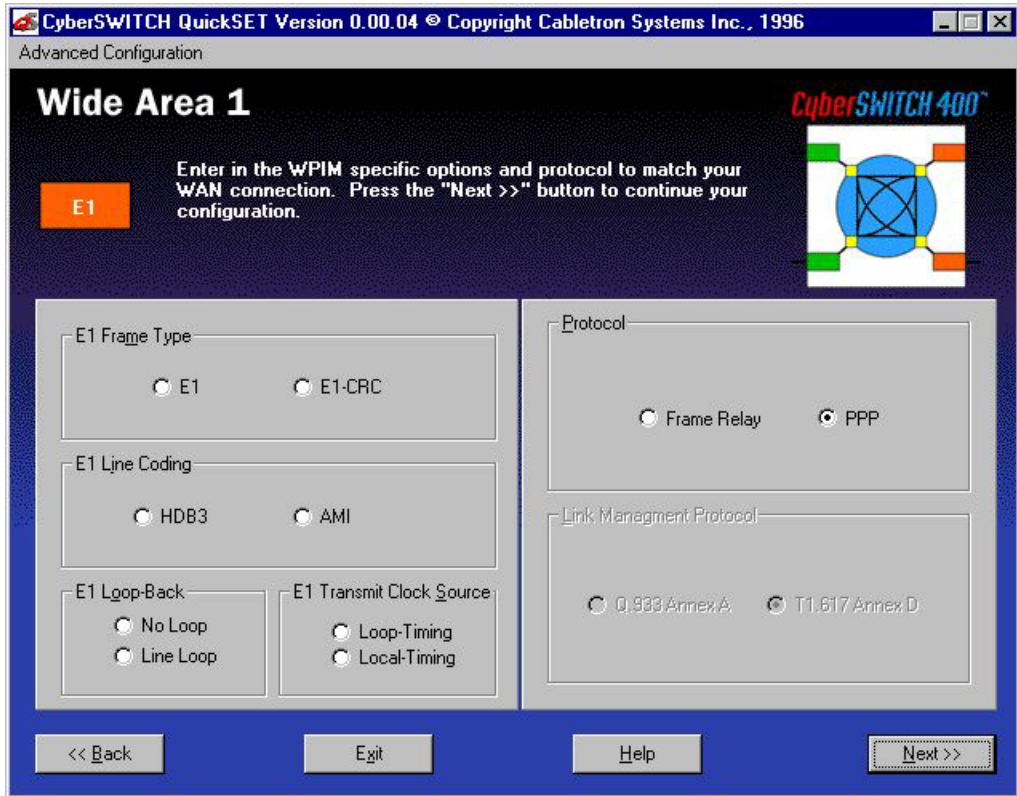 CyberSWITCH QuickSET Version 0.00.04 © Copyright Cabletron Systems Inc., 1996
Advanced Configuration
Wide Area 1
CyberSWITCH 400™
E1
Enter in the WPIM specific options and protocol to match your
WAN connection. Press the "Next >>" button to continue your
configuration.
E1 Frame Type
E1
E1-CRC
E1 Line Coding
HDB3
AMI
E1 Loop-Back
No Loop
Line Loop
E1 Transmit Clock Source
Loop-Timing
Local-Timing
Protocol
Frame Relay
PPP
Link Managment Protocol
Q.933 Annex A
T1.617 Annex D
<< Back
Exit
Help
Next >>